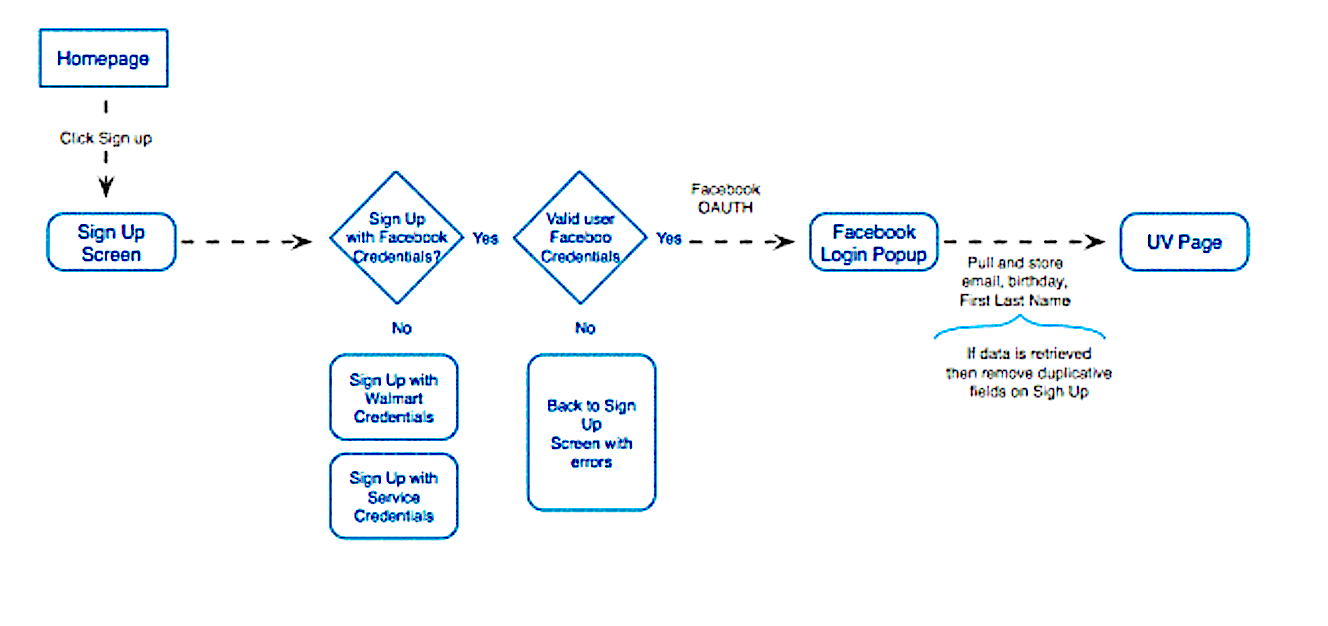 Homepage
Click Sign up
Sign Up
Screen
Sign Up
with Facebook
Credentials?
Yes
No
Sign Up with
Walmart
Credentials
Sign Up with
Service
Credentials
Valid user
Faceboo
Credentials
Yes
No
Back to Sign
Up
Screen with
errors
Facebook
OAUTH
Facebook
Login Popup
Pull and store
email, birthday,
First Last Name
If data is retrieved
then remove duplicative
fields on Sign Up
UV Page